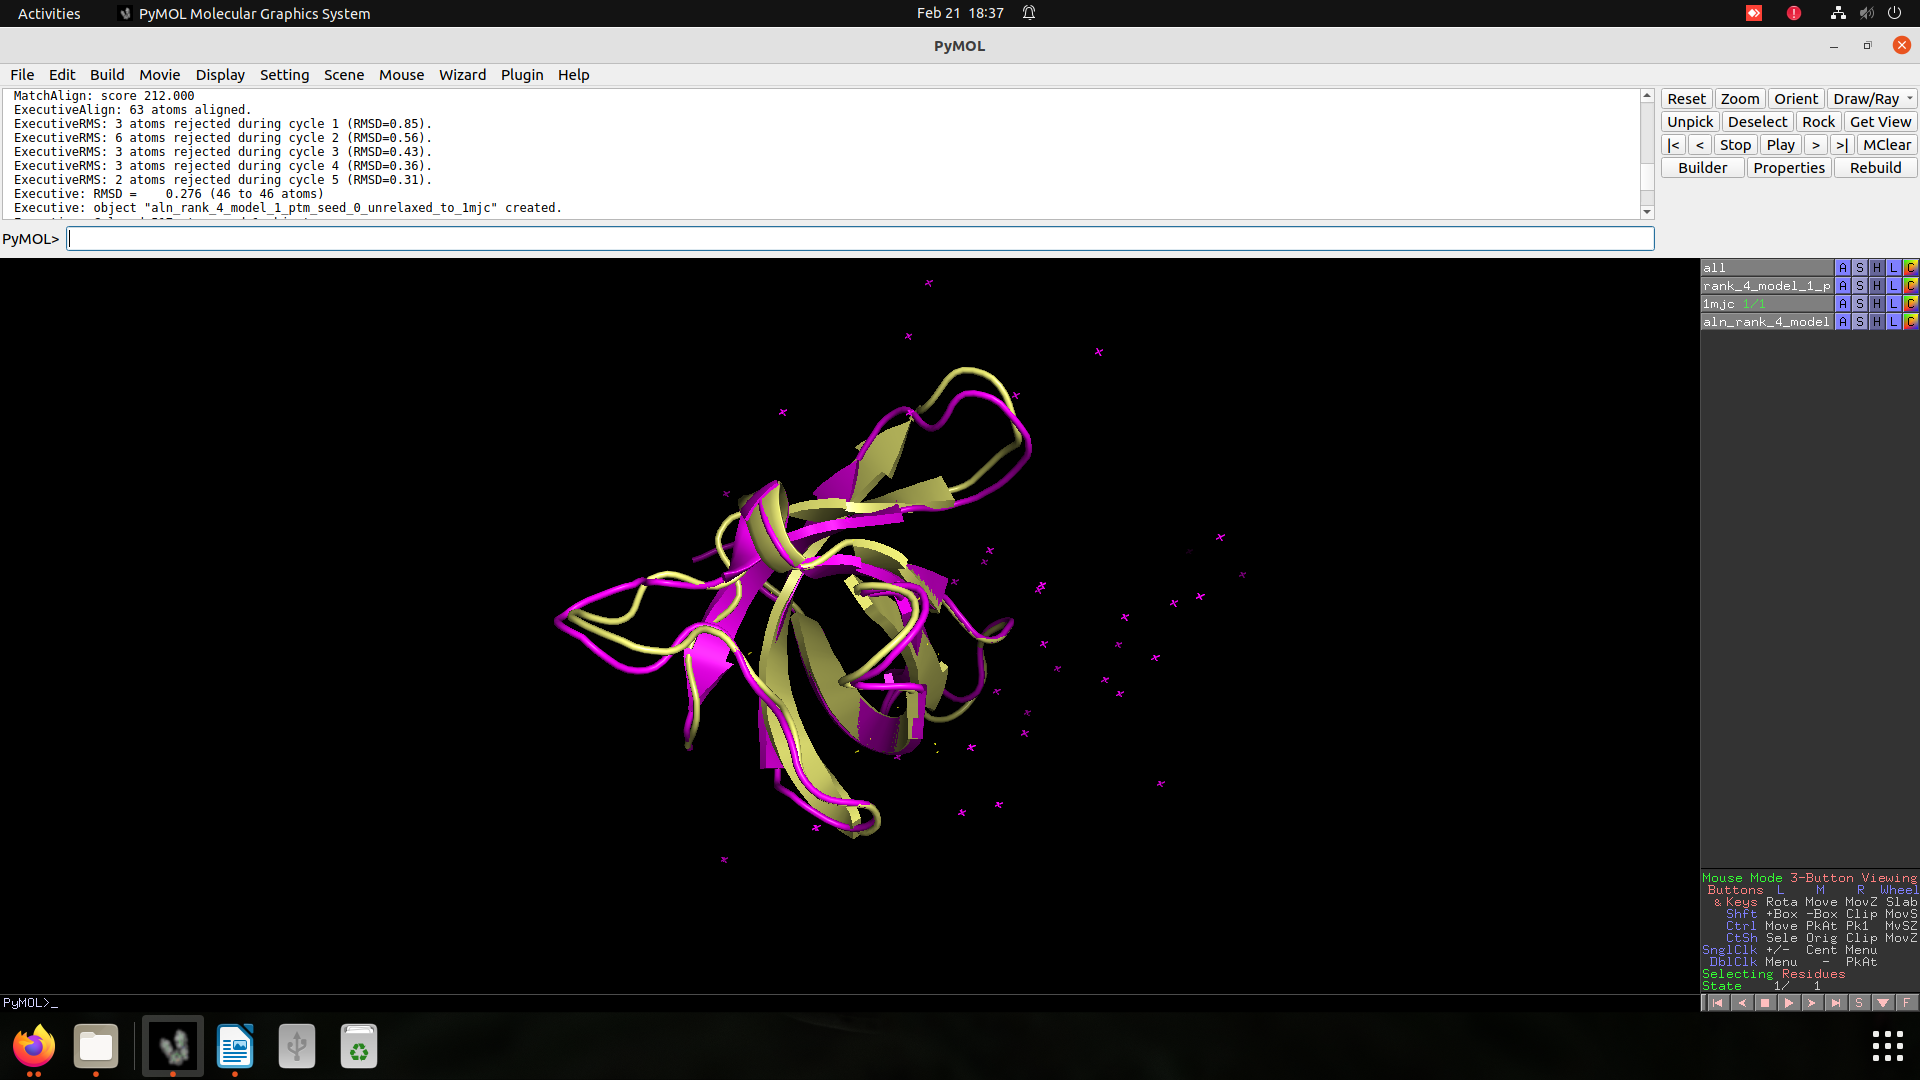 Activities PyMOL Molecular Graphics System Feb 21 18:37
PyMOL
File Edit Build Movie Display Setting Scene Mouse Wizard Plugin Help
MatchAlign: score 212.000
ExecutiveAlign: 63 atoms aligned.
ExecutiveRMS: 3 atoms rejected during cycle 1 (RMSD=0.85).
ExecutiveRMS: 6 atoms rejected during cycle 2 (RMSD=0.56).
ExecutiveRMS: 3 atoms rejected during cycle 3 (RMSD=0.43).
ExecutiveRMS: 3 atoms rejected during cycle 4 (RMSD=0.36).
ExecutiveRMS: 2 atoms rejected during cycle 5 (RMSD=0.31).
Executive: RMSD = 0.276 (46 to 46 atoms)
Executive: object "aln_rank_4_model_1_ptm_seed_0_unrelaxed_to_1mjc" created.
Reset Zoom Orient Draw/Ray
Unpick Deselect Rock Get View
|< < Stop Play > >| MClear
Builder Properties Rebuild
PyMOL>
all A S H L C
rank_4_model_1_p A S H L C
1mjc 1/1 A S H L C
aln_rank_4_model A S H L C
Mouse Mode 3-Button Viewing
Buttons L M R Wheel
& Keys Rota Move MovZ Slab
Shft +Box -Box Clip MovS
Ctrl Move PkAt Pk1 MvSZ
CtSh Sele Orig Clip MovZ
SnglClk +/- Cent Menu
DblClk Menu - PkAt
Selecting Residues
State 1/ 1
S F
PyMOL>_